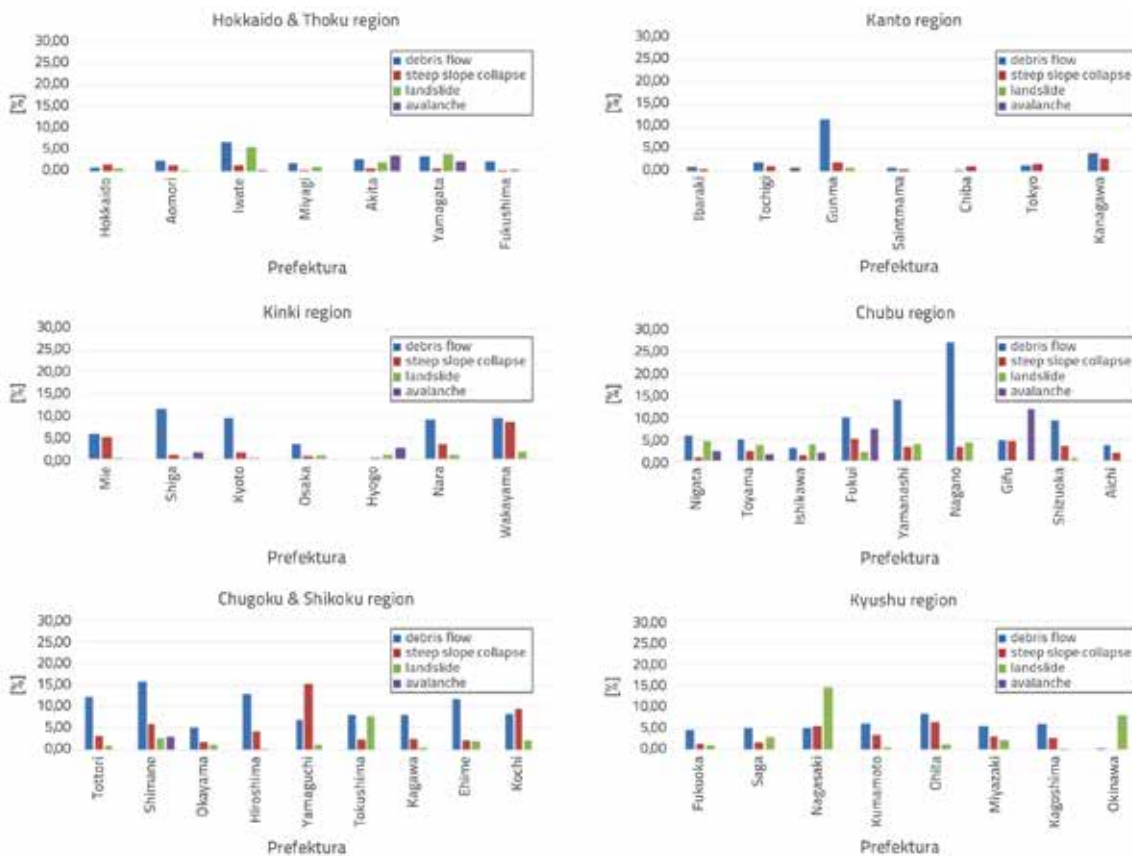 Hokkaido & Thoku region
30,00
25,00
20,00
15,00
10,00
5,00
0,00
[%]
debris flow
steep slope collapse
landslide
avalanche
Hokkaido
Aomori
Iwate
Miyagi
Akita
Yamagata
Fukushima
Prefektura
Kanto region
30,00
25,00
20,00
15,00
10,00
5,00
0,00
[%]
debris flow
steep slope collapse
landslide
avalanche
Ibaraki
Tochigi
Gunma
Saintmama
Chiba
Tokyo
Kanagawa
Prefektura
Kinki region
30,00
25,00
20,00
15,00
10,00
5,00
0,00
[%]
debris flow
steep slope collapse
landslide
avalanche
Mie
Shiga
Kyoto
Osaka
Hyogo
Nara
Wakayama
Prefektura
Chubu region
30,00
25,00
20,00
15,00
10,00
5,00
0,00
[%]
debris flow
steep slope collapse
landslide
avalanche
Nigata
Toyama
Ishikawa
Fukui
Yamanashi
Nagano
Gifu
Shizuoka
Aichi
Prefektura
Chugoku & Shikoku region
30,00
25,00
20,00
15,00
10,00
5,00
0,00
[%]
debris flow
steep slope collapse
landslide
avalanche
Tottori
Shimane
Okayama
Hiroshima
Yamaguchi
Tokushima
Kagawa
Ehime
Kochi
Prefektura
Kyushu region
30,00
25,00
20,00
15,00
10,00
5,00
0,00
[%]
debris flow
steep slope collapse
landslide
avalanche
Fukuoka
Saga
Nagasaki
Kumamoto
Ohita
Miyazaki
Kagoshima
Okinawa
Prefektura